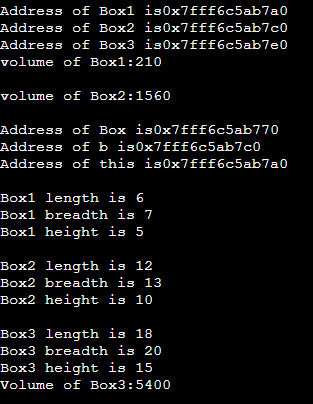 Address of Box1 is0x7fff6c5ab7a0
Address of Box2 is0x7fff6c5ab7c0
Address of Box3 is0x7fff6c5ab7e0
volume of Box1:210
volume of Box2:1560
Address of Box is0x7fff6c5ab770
Address of b is0x7fff6c5ab7c0
Address of this is0x7fff6c5ab7a0
Box1 length is 6
Box1 breadth is 7
Box1 height is 5
Box2 length is 12
Box2 breadth is 13
Box2 height is 10
Box3 length is 18
Box3 breadth is 20
Box3 height is 15
Volume of Box3:5400